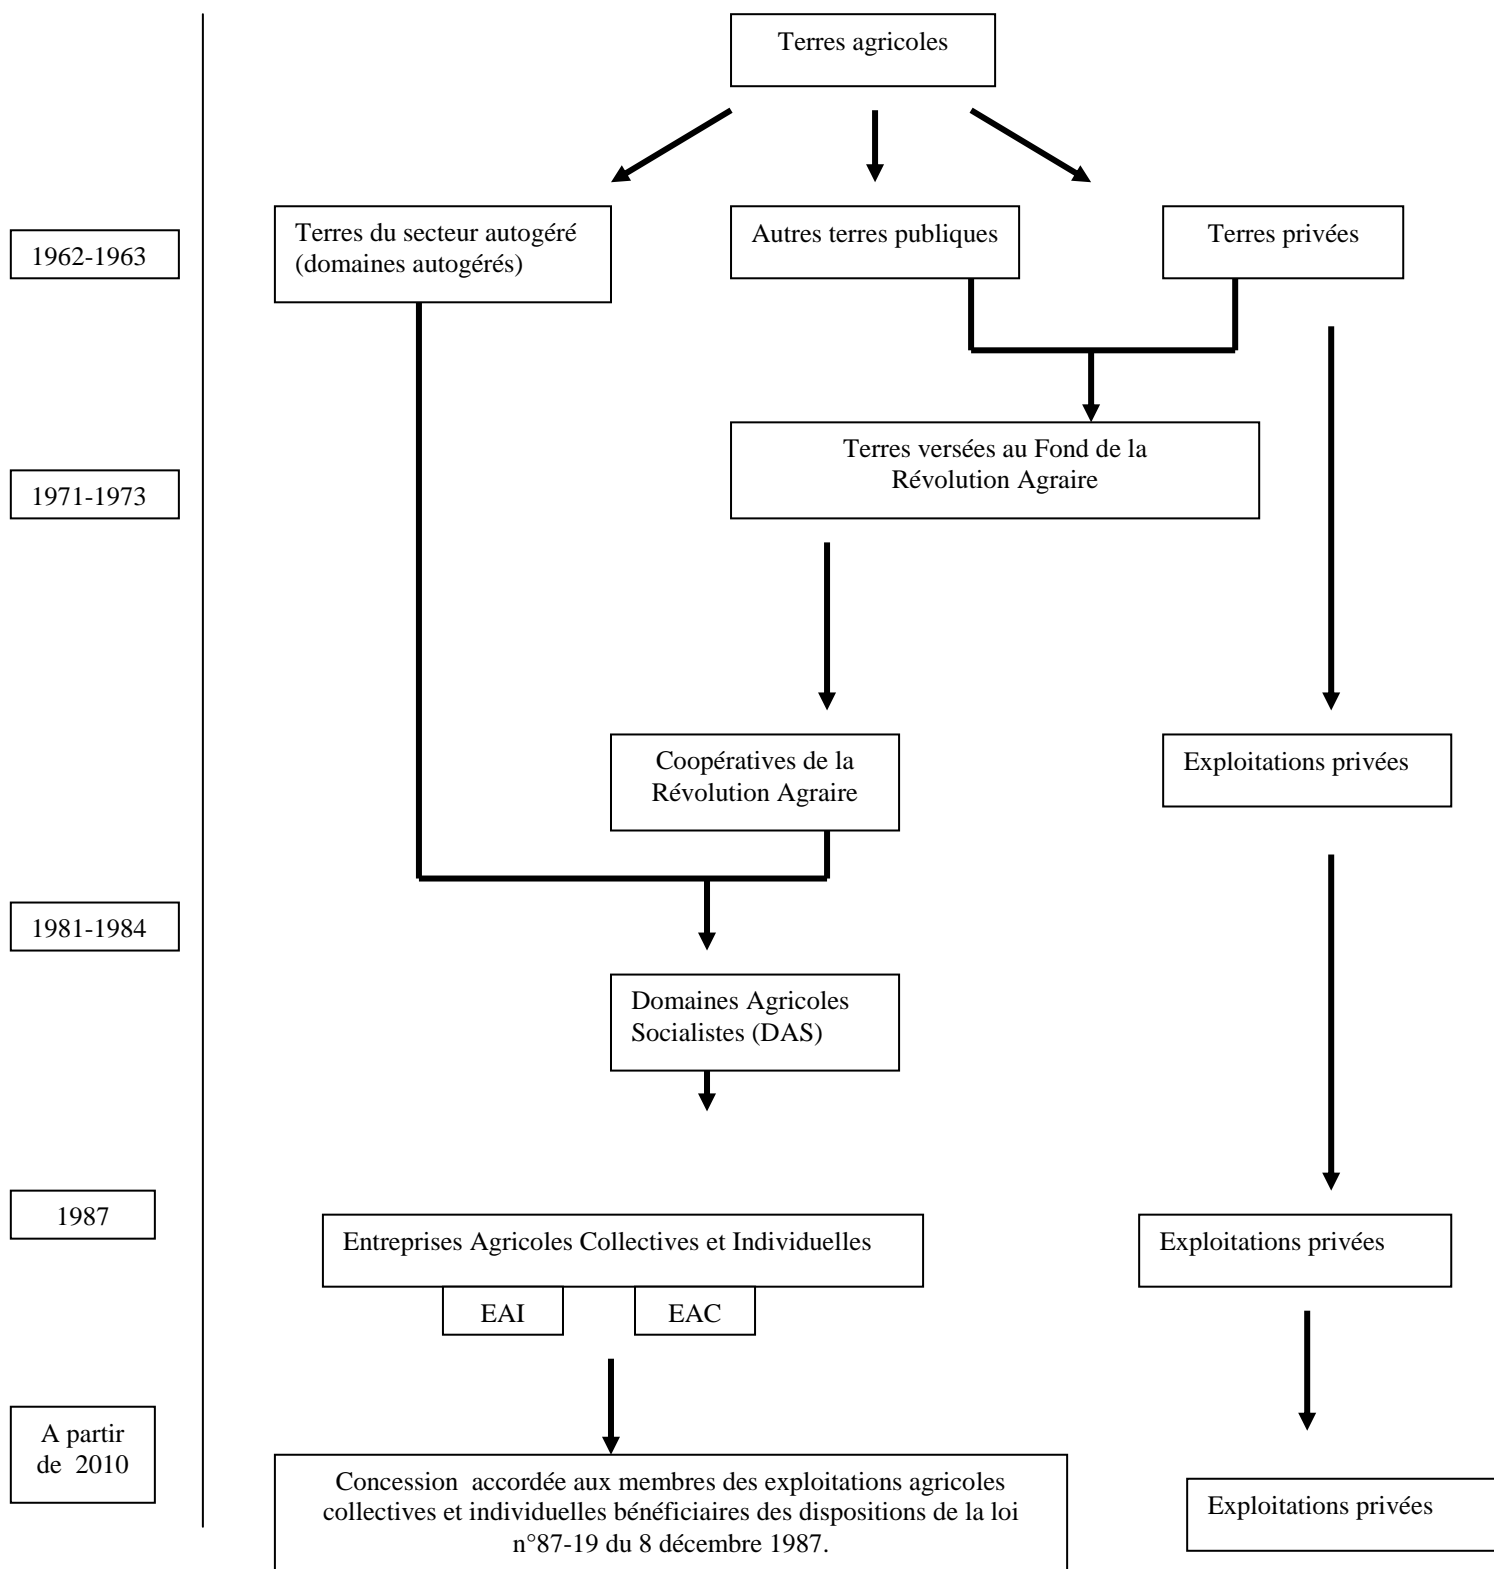 Terres agricoles
1962-1963
Terres du secteur autogéré
(domaines autogérés)
Autres terres publiques
Terres privées
1971-1973
Terres versées au Fond de la
Révolution Agraire
Coopératives de la
Révolution Agraire
Exploitations privées
1981-1984
Domaines Agricoles
Socialistes (DAS)
1987
Entreprises Agricoles Collectives et Individuelles
EAI
EAC
Exploitations privées
A partir
de 2010
Concession accordée aux membres des exploitations agricoles
collectives et individuelles bénéficiaires des dispositions de la loi
n°87-19 du 8 décembre 1987.
Exploitations privées